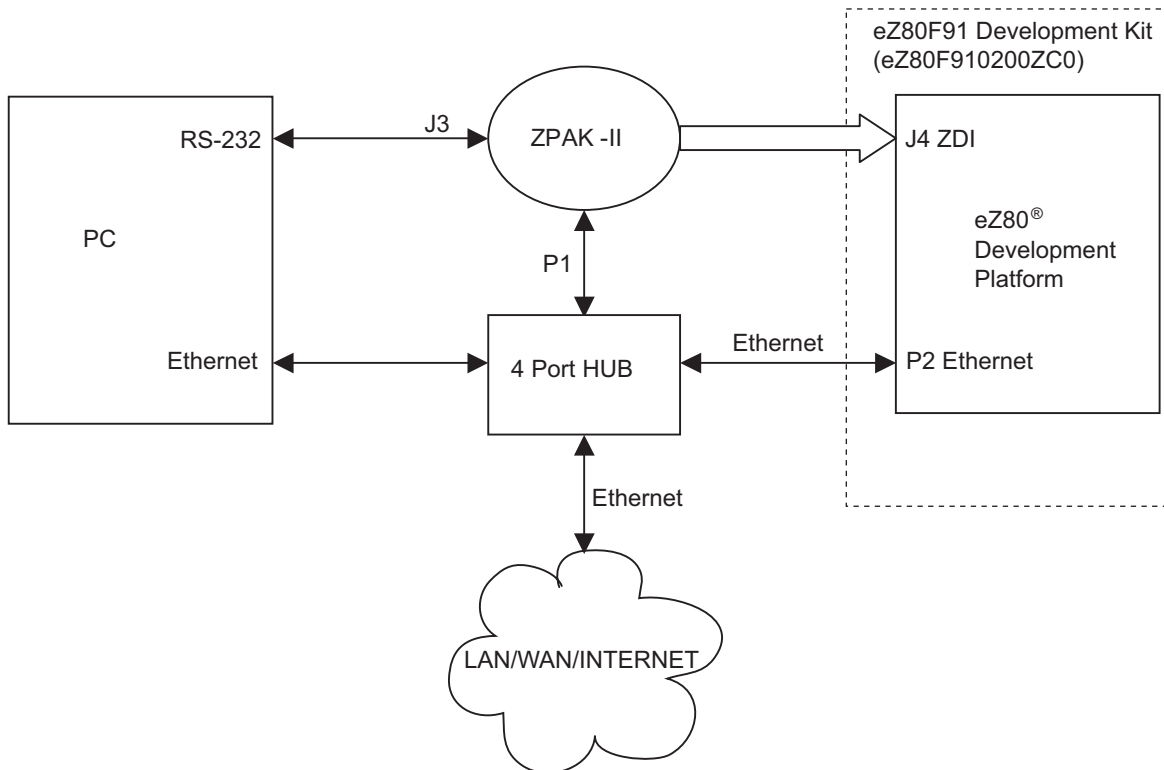 eZ80F91 Development Kit
(eZ80F910200ZC0)
RS-232
J3
ZPAK -II
J4 ZDI
PC
eZ80®
Development
Platform
P1
Ethernet
4 Port HUB
Ethernet
P2 Ethernet
Ethernet
LAN/WAN/INTERNET